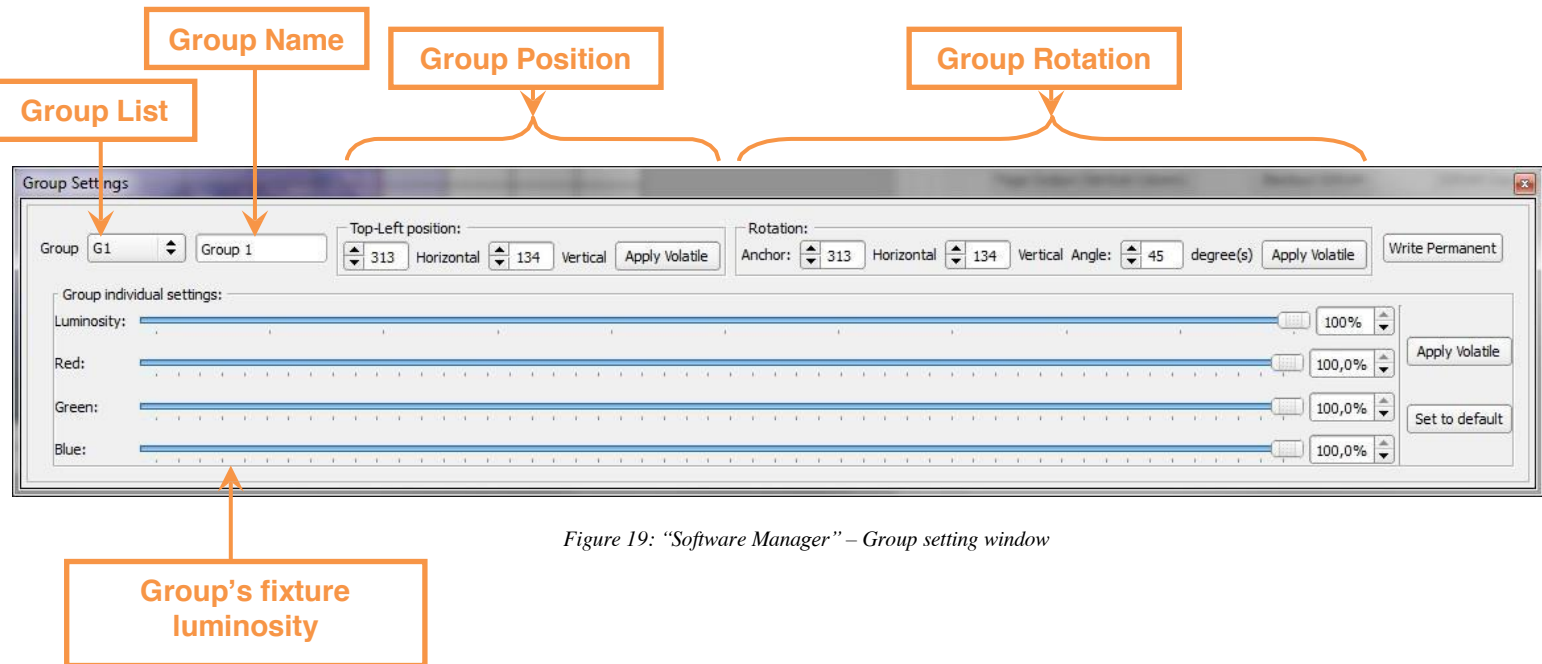 Group Name
Group Position
Group Rotation
Group List
Group Settings
Group G1 Group 1
Top-Left position:
313 Horizontal 134 Vertical Apply Volatile
Rotation:
Anchor: 313 Horizontal 134 Vertical Angle: 45 degree(s) Apply Volatile
Write Permanent
Group individual settings:
Luminosity: 100%
Red: 100,0%
Green: 100,0%
Blue: 100,0%
Apply Volatile
Set to default
Figure 19: “Software Manager” – Group setting window
Group’s fixture
luminosity